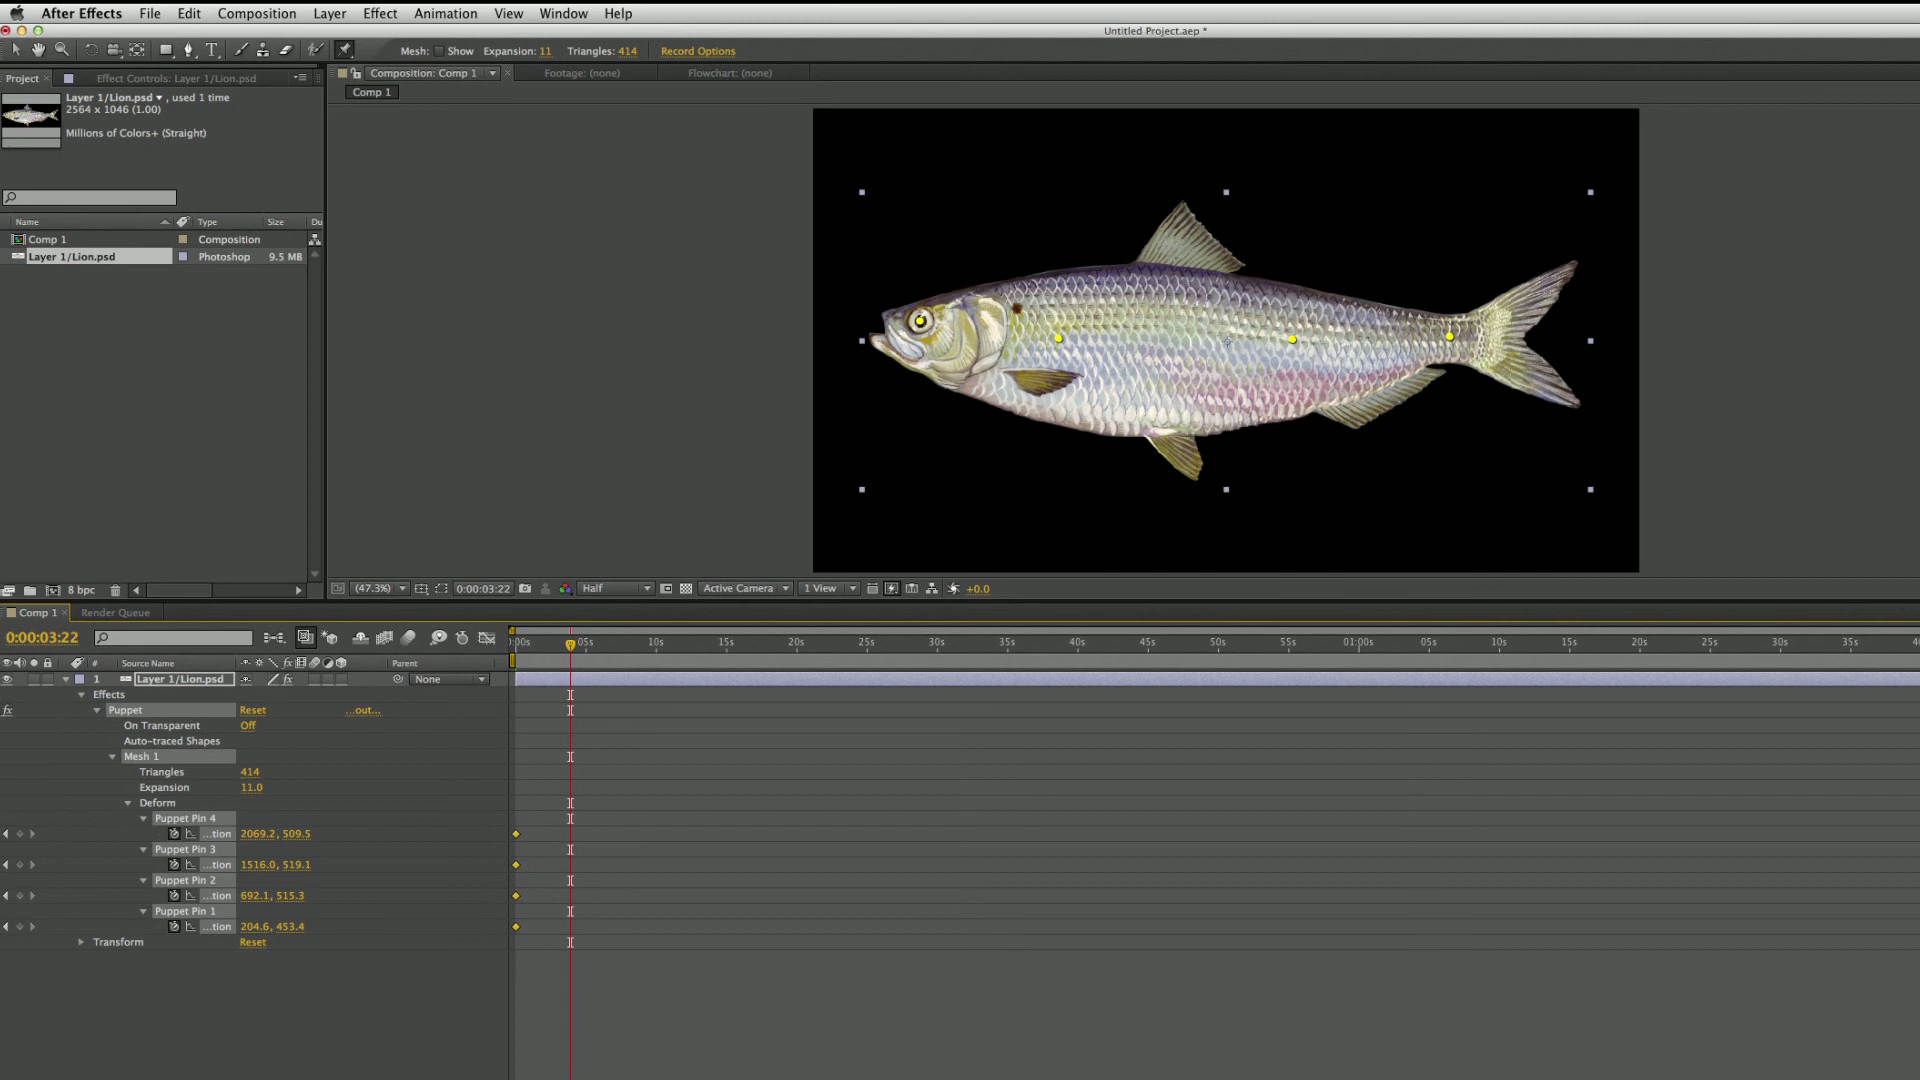 After Effects File Edit Composition Layer Effect Animation View Window Help
Untitled Project.aep *
Mesh: Show Expansion: 11 Triangles: 414 Record Options
Project Effect Controls: Layer 1/Lion.psd
Composition: Comp 1 Footage: (none) Flowchart: (none)
Comp 1
Layer 1/Lion.psd , used 1 time
2564 x 1046 (1.00)
Millions of Colors+ (Straight)
Name Type Size Du
Comp 1 Composition
Layer 1/Lion.psd Photoshop 9.5 MB
8 bpc
(47.3%) 0:00:03:22 Half Active Camera 1 View +0.0
Comp 1 Render Queue
0:00:03:22
:00s 05s 10s 15s 20s 25s 30s 35s 40s 45s 50s 55s 01:00s 05s 10s 15s 20s 25s 30s 35s 40
# Source Name Parent
1 Layer 1/Lion.psd fx None
Effects
fx Puppet Reset ...out...
On Transparent Off
Auto-traced Shapes
Mesh 1
Triangles 414
Expansion 11.0
Deform
Puppet Pin 4
...tion 2069.2, 509.5
Puppet Pin 3
...tion 1516.0, 519.1
Puppet Pin 2
...tion 692.1, 515.3
Puppet Pin 1
...tion 204.6, 453.4
Transform Reset